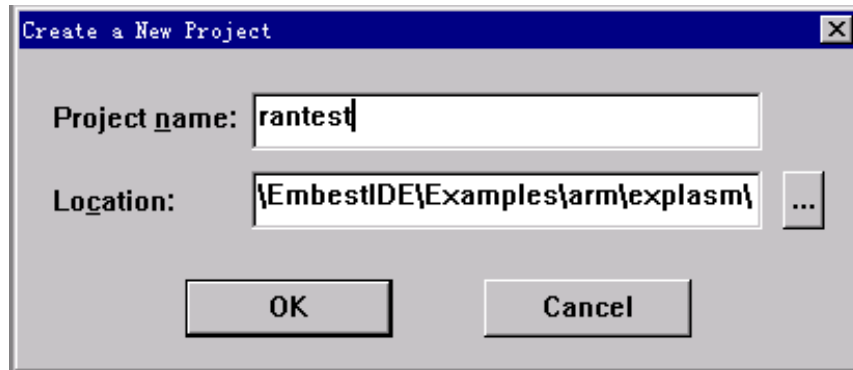 Create a New Project
Project name: rantest
Location: \EmbestIDE\Examples\arm\explasm\ ...
OK Cancel